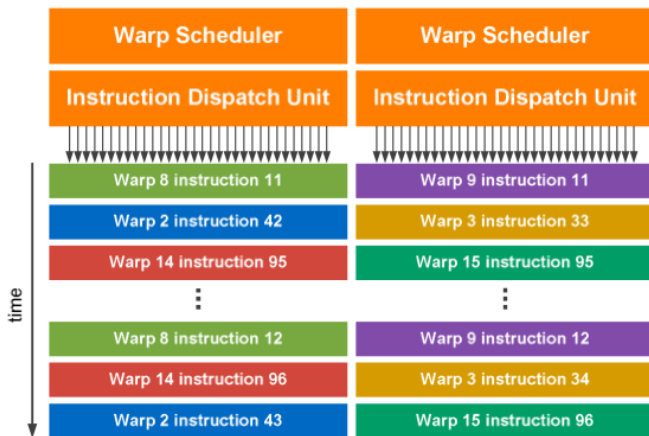 Warp Scheduler
Warp Scheduler
Instruction Dispatch Unit
Instruction Dispatch Unit
Warp 8 instruction 11
Warp 9 instruction 11
Warp 2 instruction 42
Warp 3 instruction 33
Warp 14 instruction 95
Warp 15 instruction 95
time
Warp 8 instruction 12
Warp 9 instruction 12
Warp 14 instruction 96
Warp 3 instruction 34
Warp 2 instruction 43
Warp 15 instruction 96